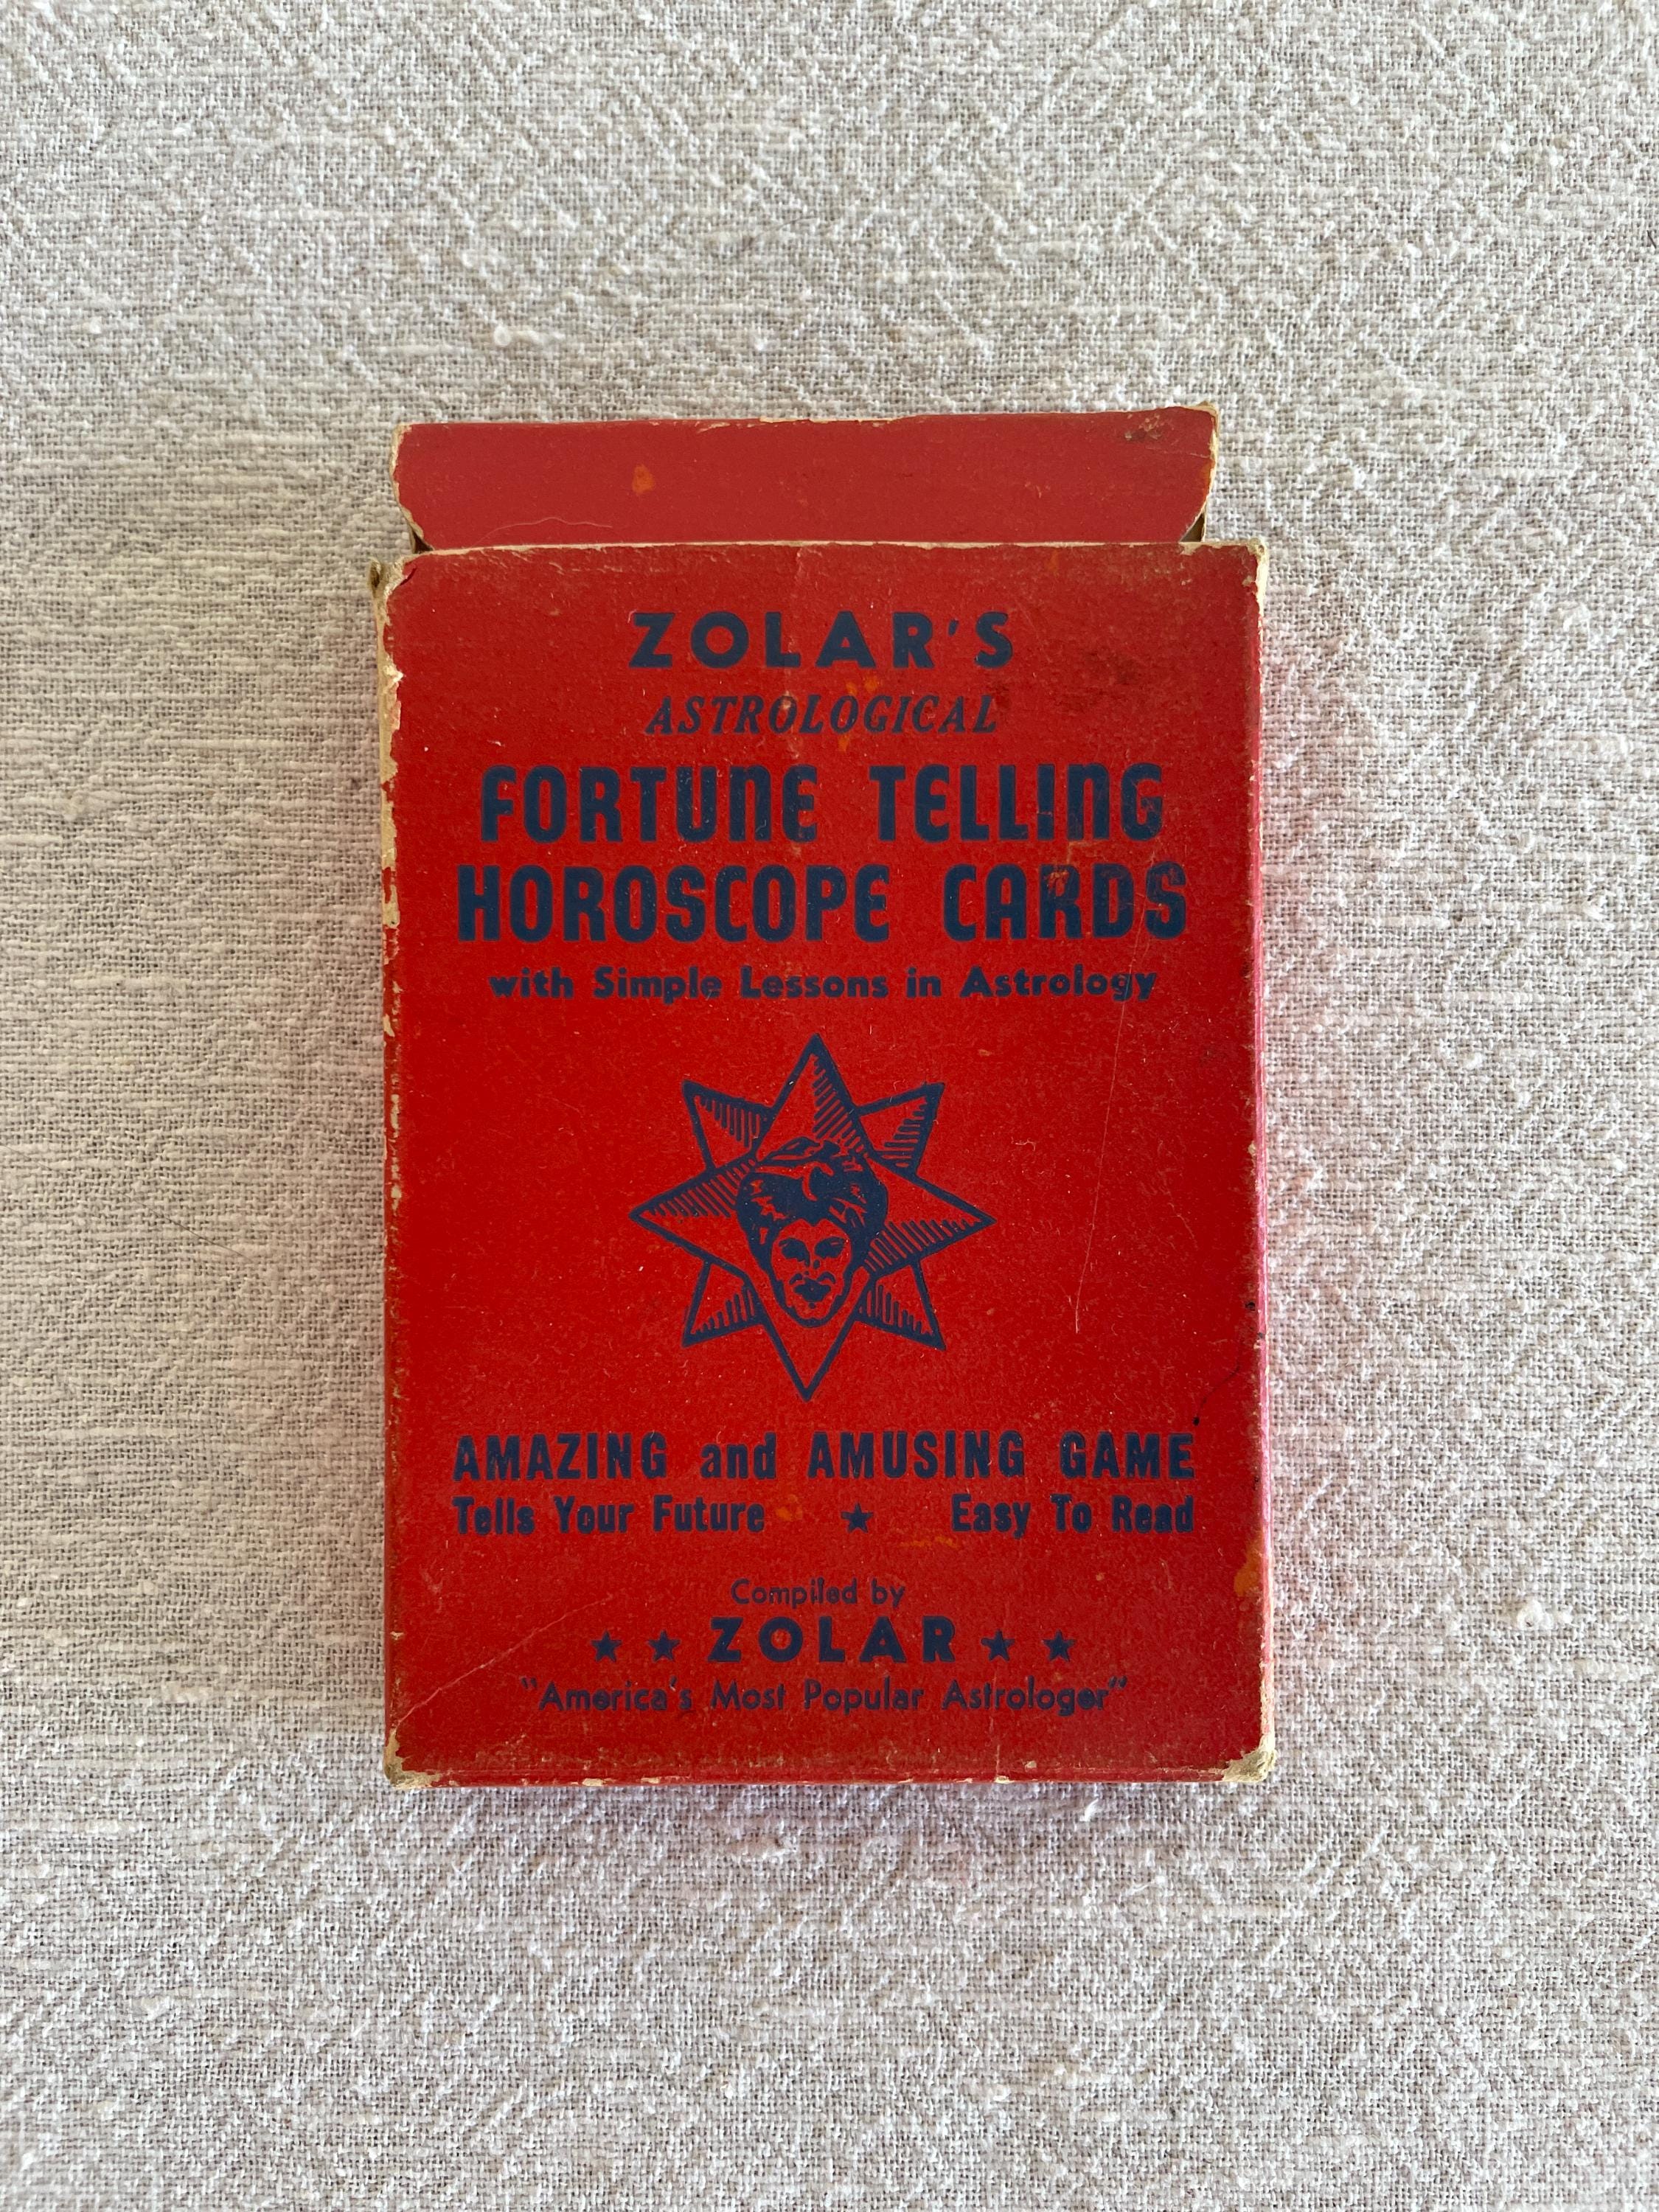 ZOLAR'S
ASTROLOGICAL
FORTUNE TELLING
HOROSCOPE CARDS
with Simple Lessons in Astrology
AMAZING and AMUSING GAME
Tells Your Future ★ Easy To Read
Compiled by
★ ★ ZOLAR ★ ★
"America's Most Popular Astrologer"